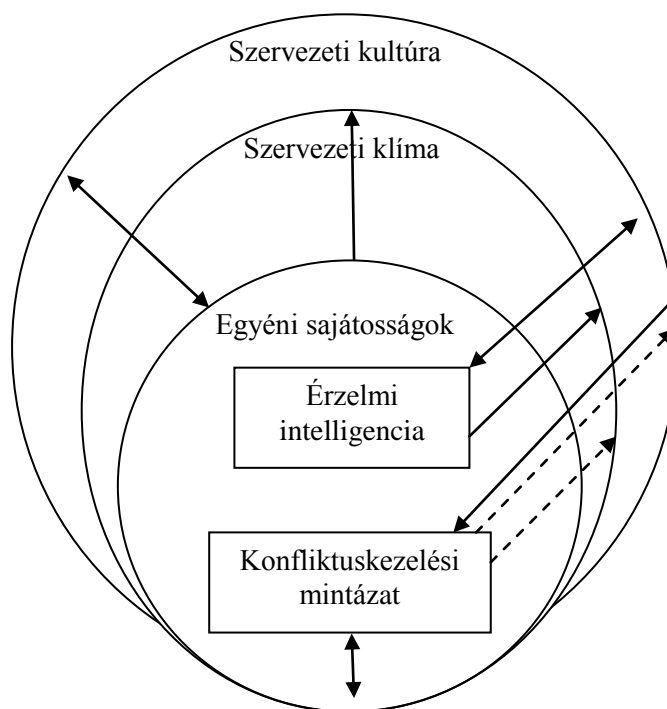 Szervezeti kultúra
Szervezeti klíma
Egyéni sajátosságok
Érzelmi
intelligencia
Konfliktuskezelési
mintázat